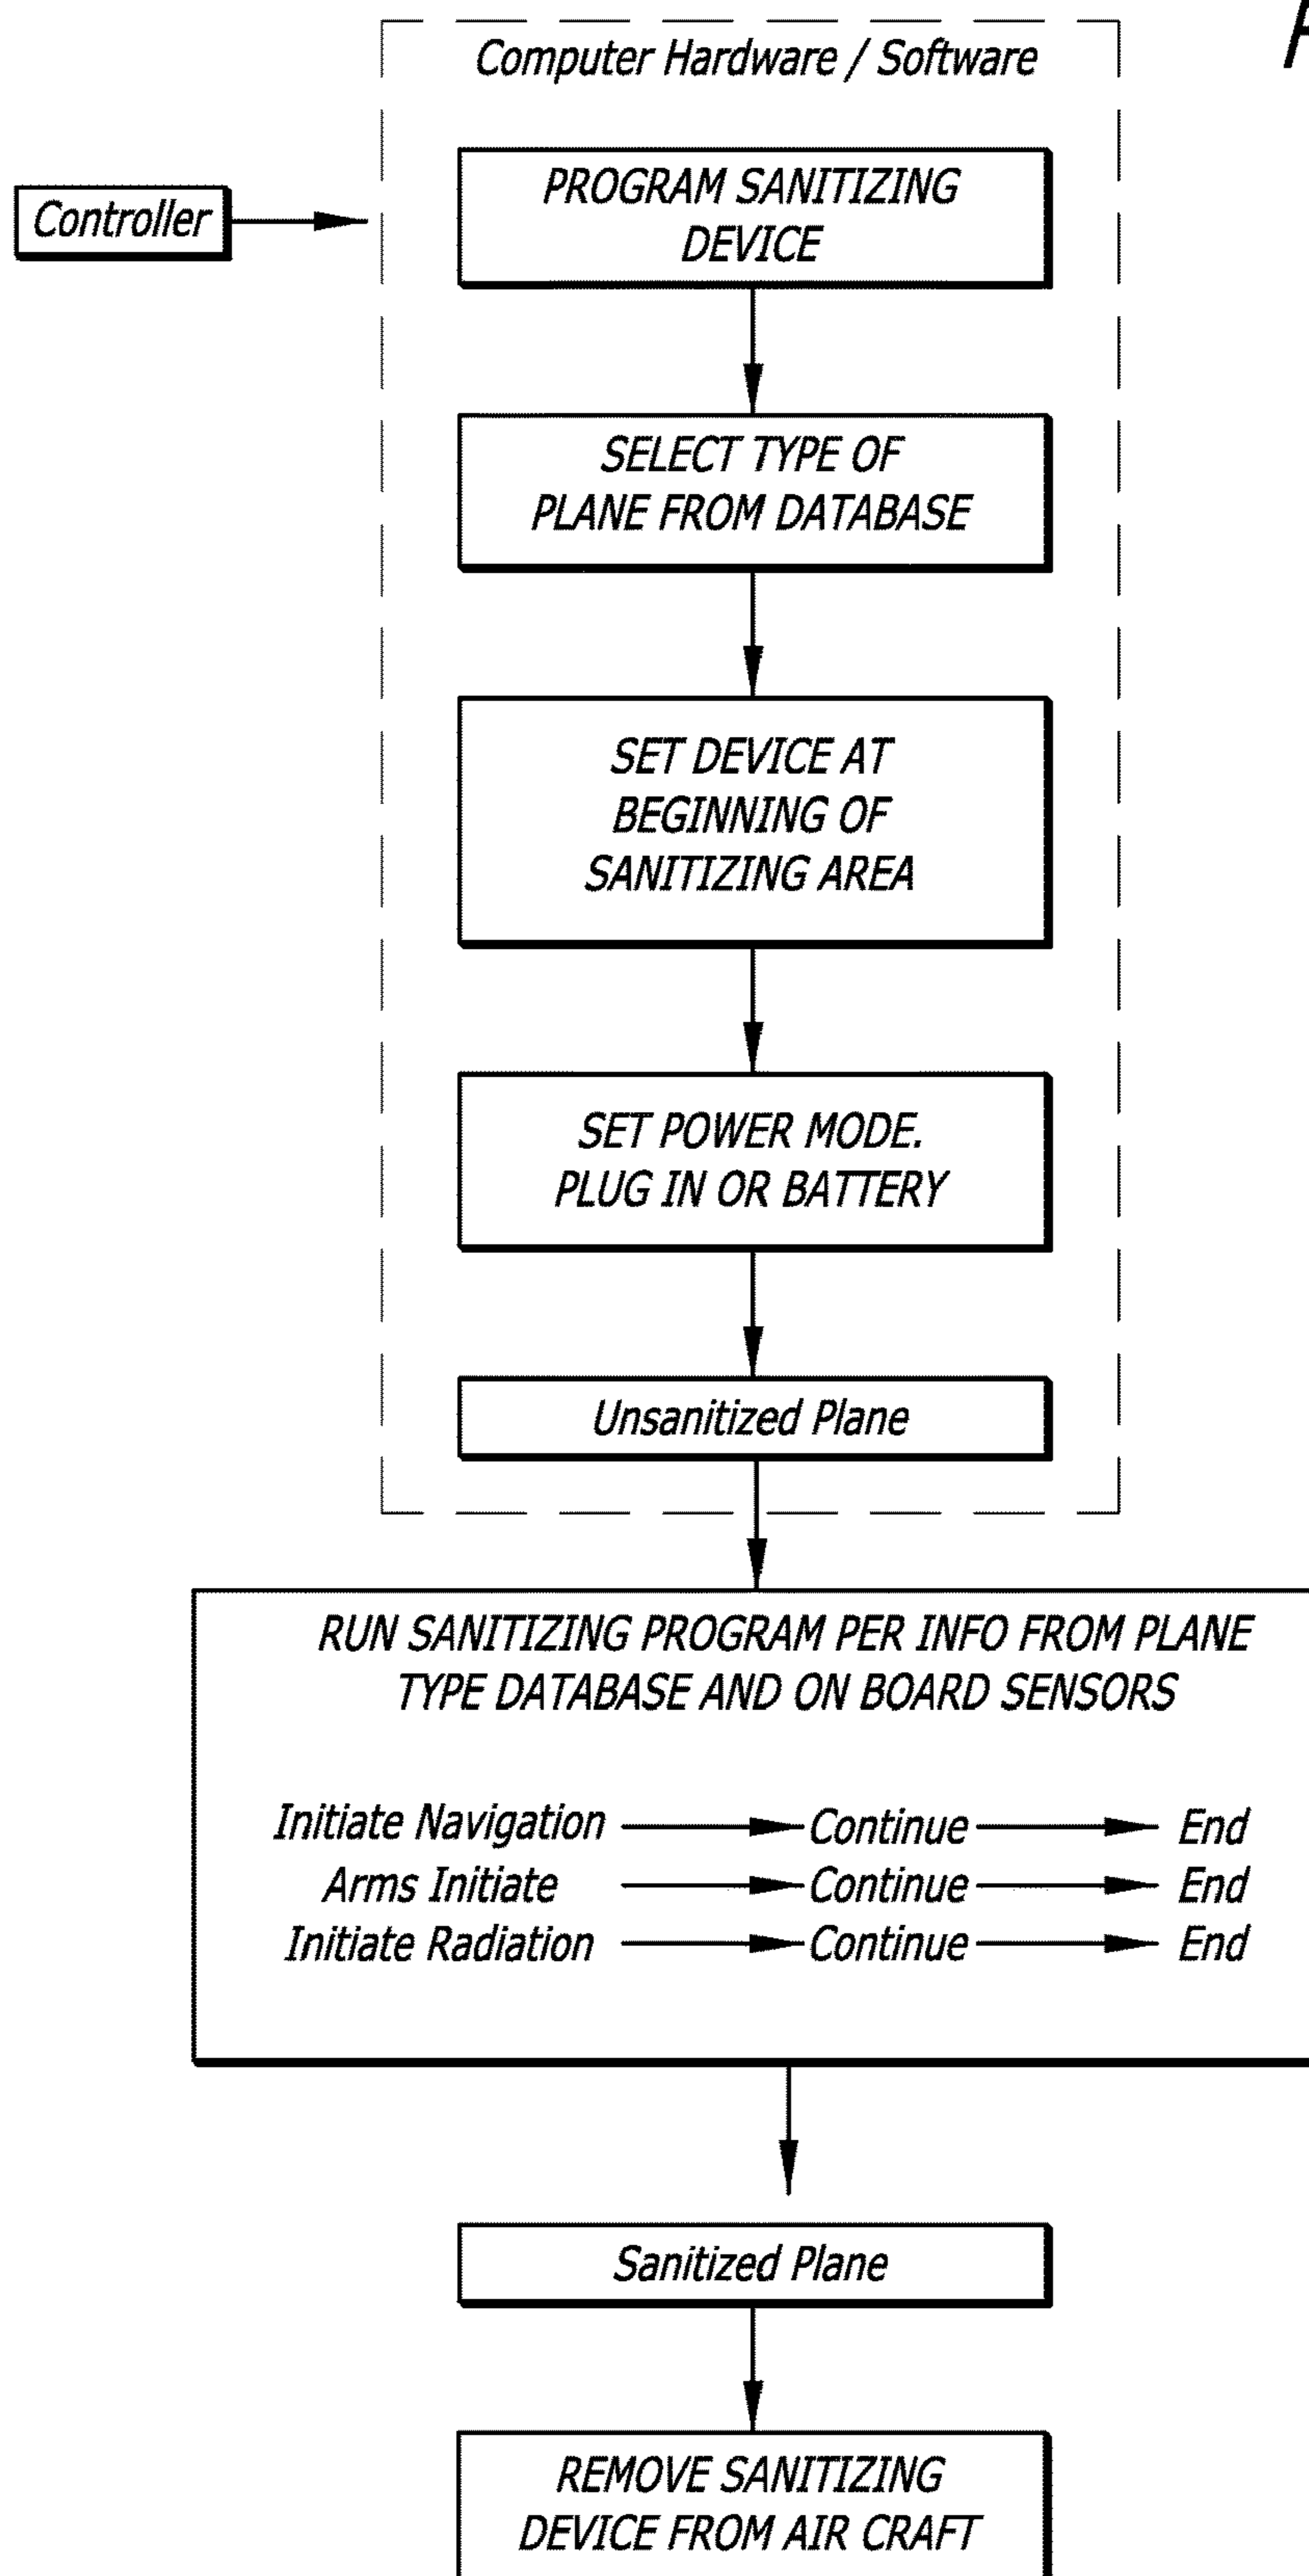 Computer Hardware / Software
Controller
PROGRAM SANITIZING
DEVICE
SELECT TYPE OF
PLANE FROM DATABASE
SET DEVICE AT
BEGINNING OF
SANITIZING AREA
SET POWER MODE.
PLUG IN OR BATTERY
Unsanitized Plane
RUN SANITIZING PROGRAM PER INFO FROM PLANE
TYPE DATABASE AND ON BOARD SENSORS
Initiate Navigation Continue End
Arms Initiate Continue End
Initiate Radiation Continue End
Sanitized Plane
REMOVE SANITIZING
DEVICE FROM AIR CRAFT